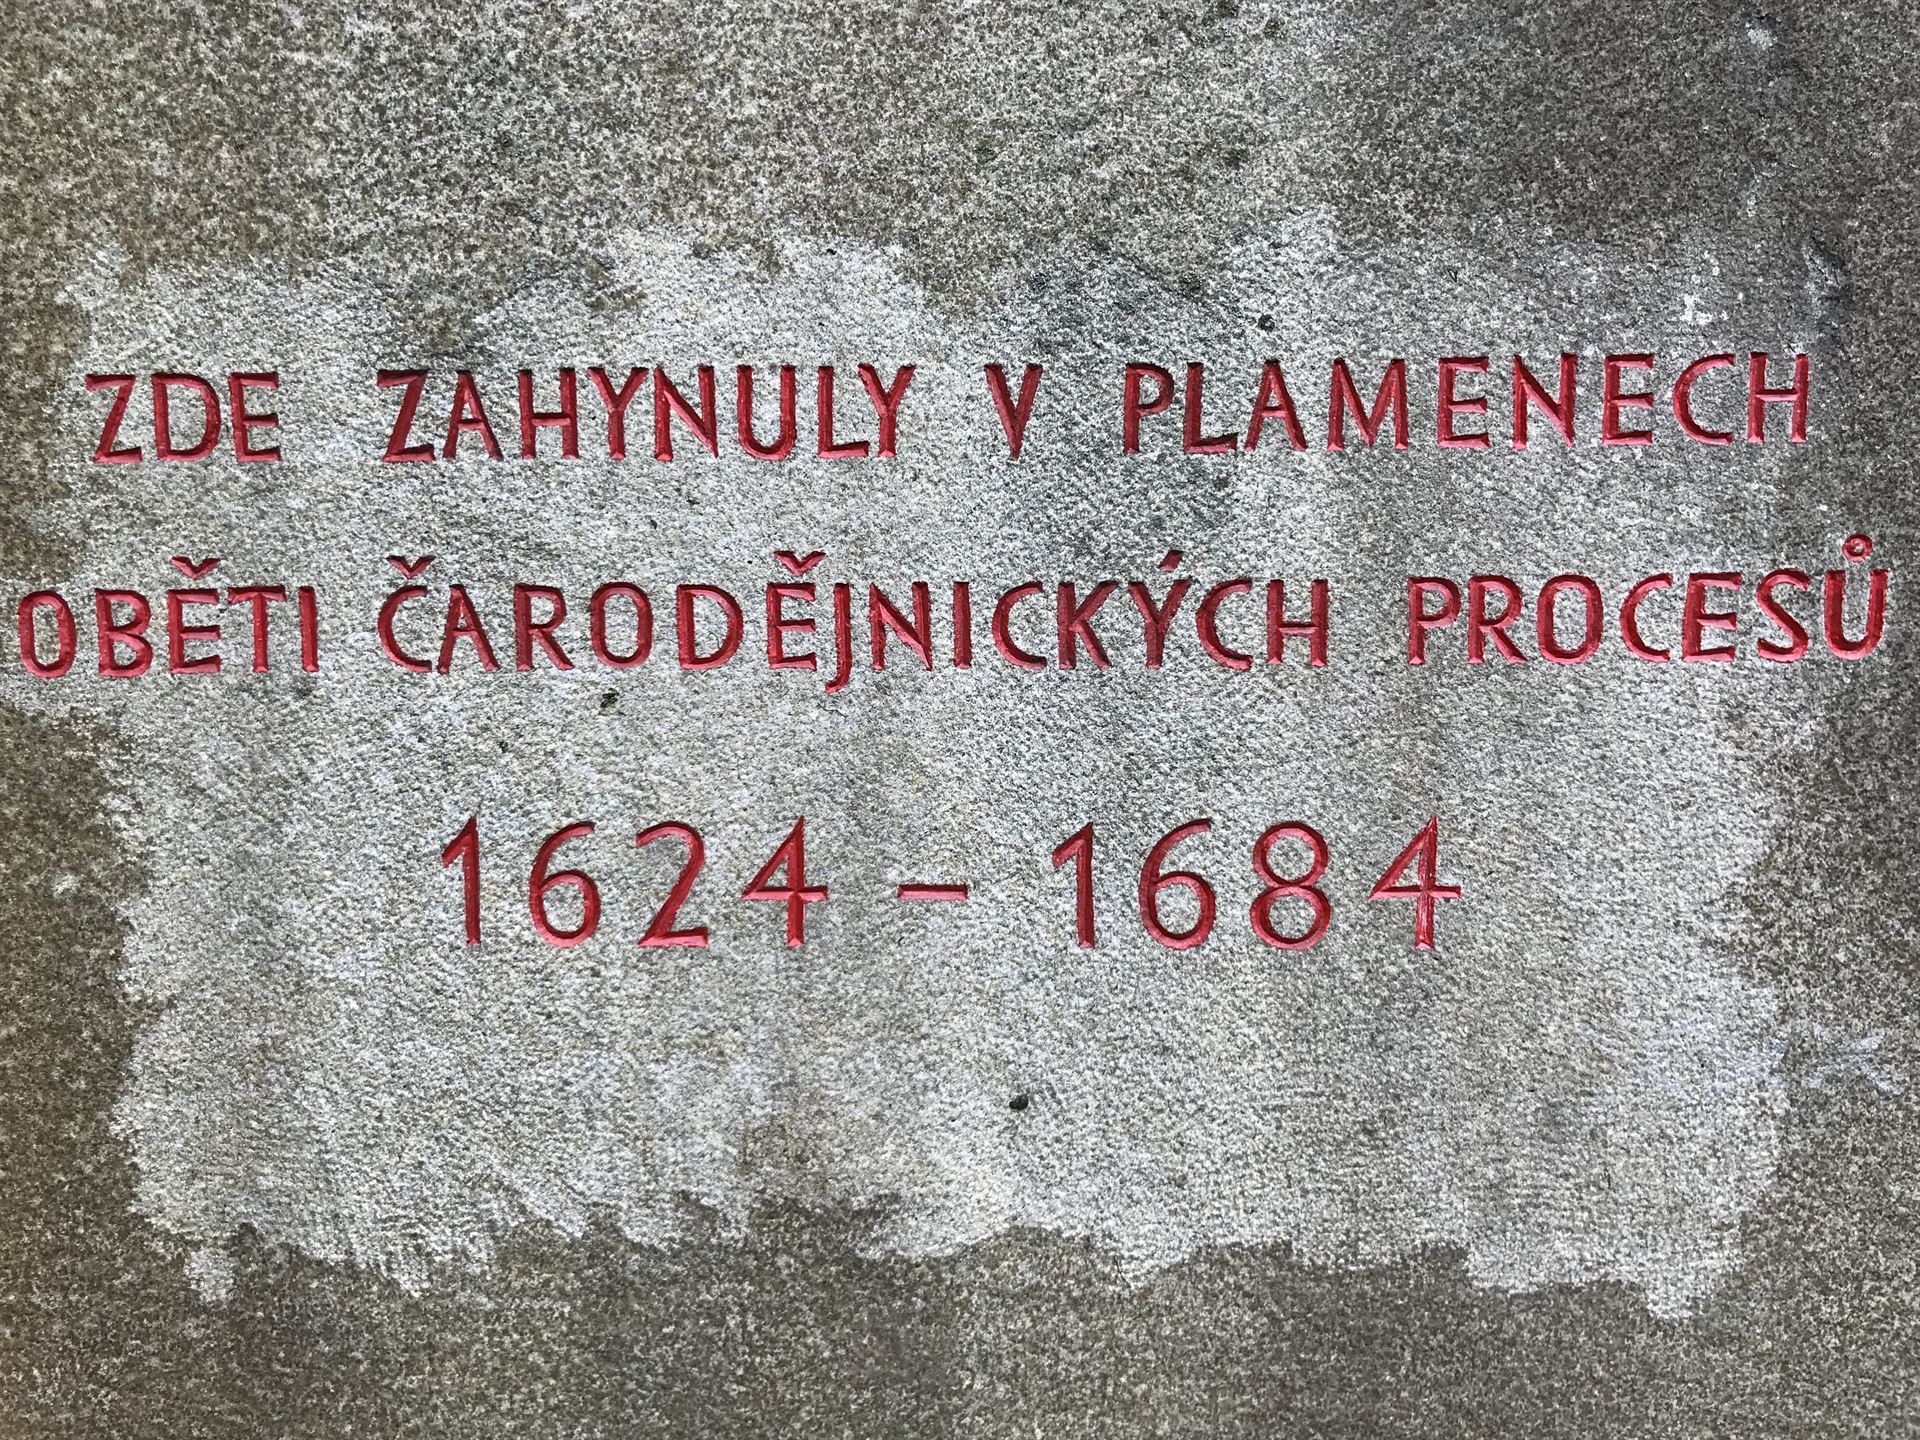 ZDE ZAHYNULY V PLAMENECH
OBĚTI ČARODĚJNICKÝCH PROCESŮ
1624 - 1684